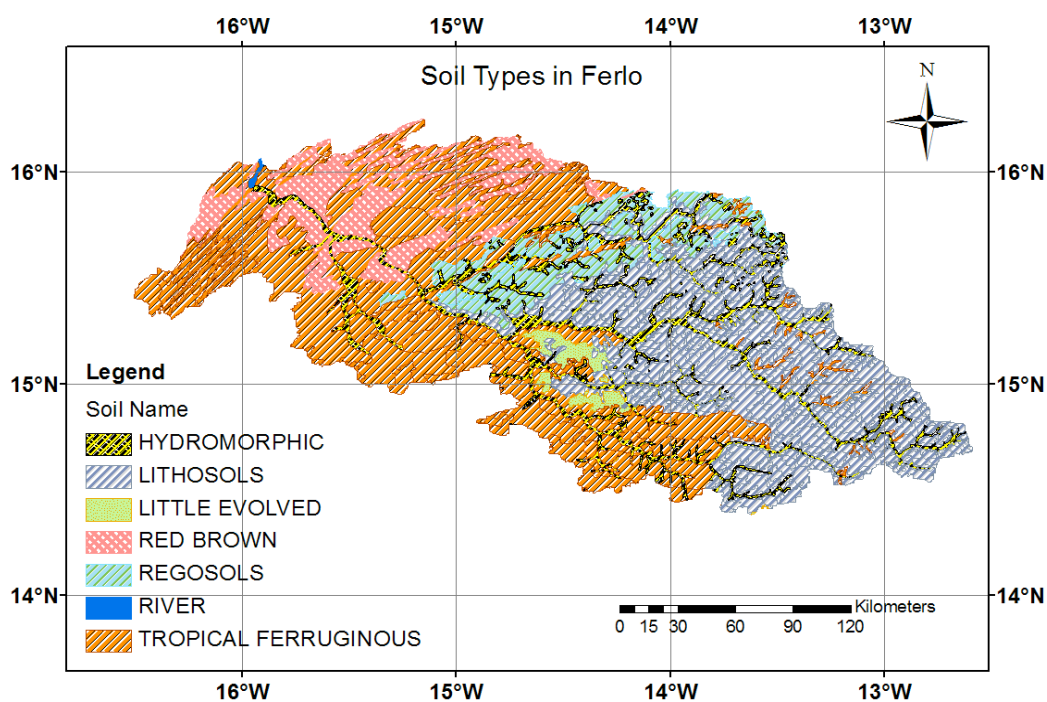 16°W 15°W 14°W 13°W
Soil Types in Ferlo
N
16°N 16°N
15°N 15°N
Legend
Soil Name
HYDROMORPHIC
LITHOSOLS
LITTLE EVOLVED
RED BROWN
REGOSOLS
RIVER
TROPICAL FERRUGINOUS
14°N 14°N
Kilometers
0 15 30 60 90 120
16°W 15°W 14°W 13°W